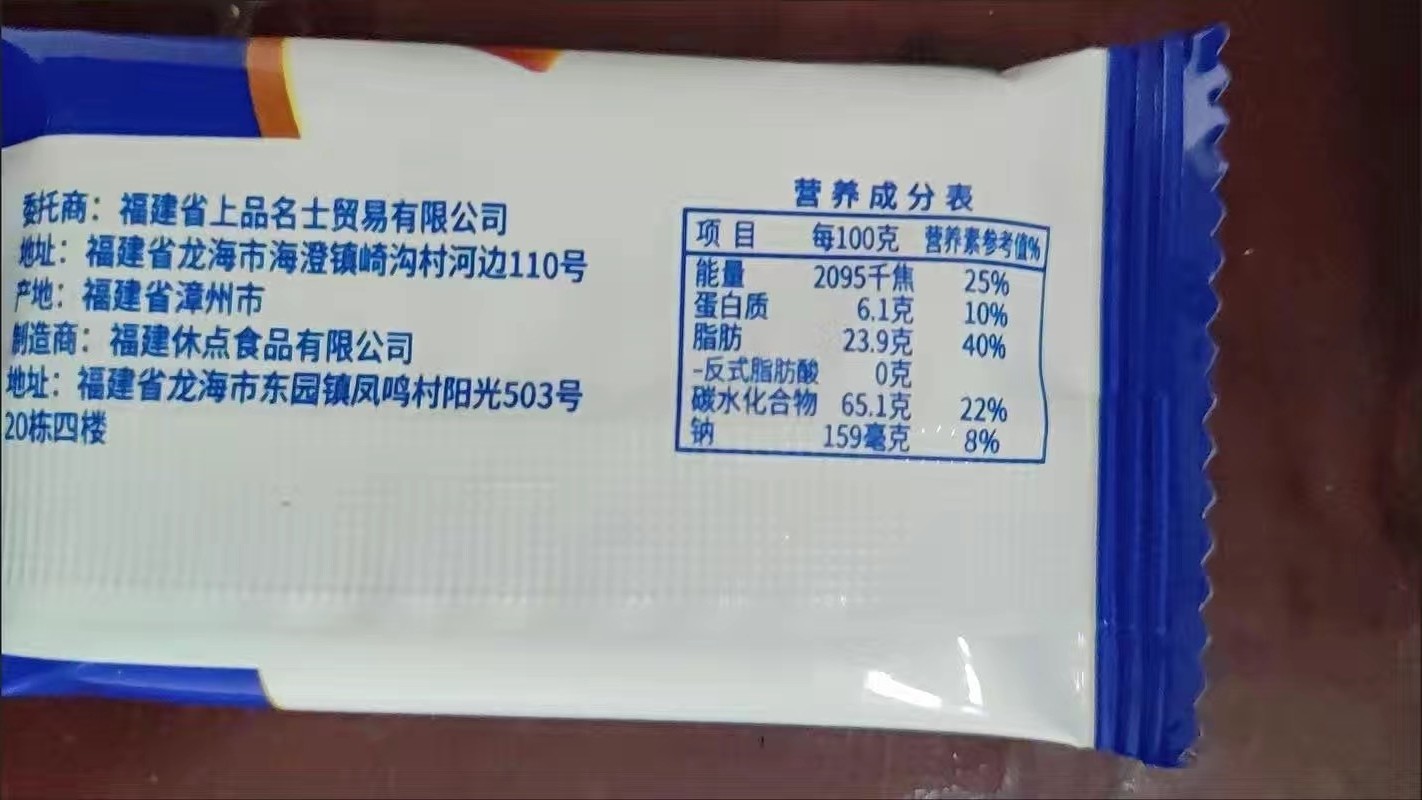 委托商：福建省上品名士贸易有限公司
地址：福建省龙海市海澄镇崎沟村河边110号
产地：福建省漳州市
制造商：福建休点食品有限公司
地址：福建省龙海市东园镇凤鸣村阳光503号
20栋四楼
营养成分表
项目 每100克 营养素参考值%
能量 2095千焦 25%
蛋白质 6.1克 10%
脂肪 23.9克 40%
-反式脂肪酸 0克
碳水化合物 65.1克 22%
钠 159毫克 8%